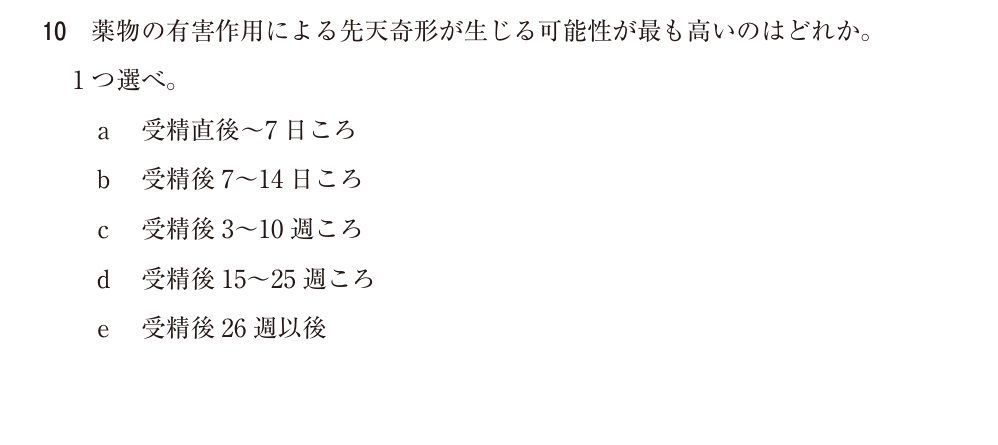 10 薬物の有害作用による先天奇形が生じる可能性が最も高いのはどれか。
1つ選べ。
a 受精直後～7日ころ
b 受精後7～14日ころ
c 受精後3～10週ころ
d 受精後15～25週ころ
e 受精後26週以後